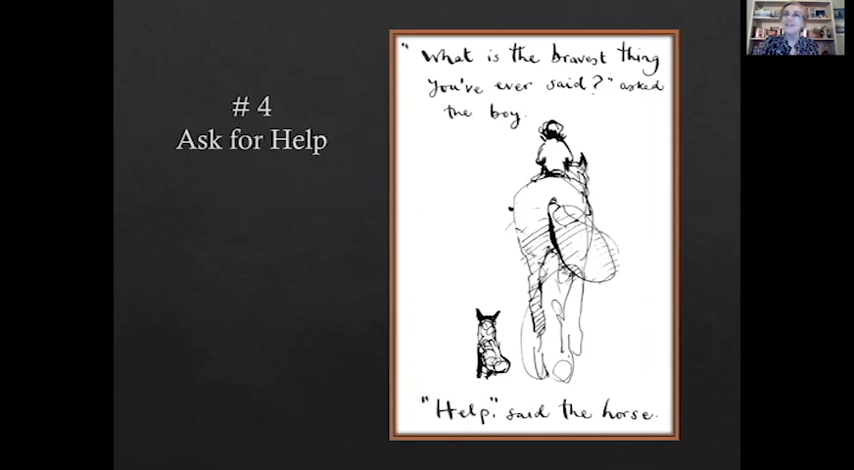 # 4
Ask for Help
"What is the bravest thing
you've ever said?" asked
the boy.
"Help." said the horse.